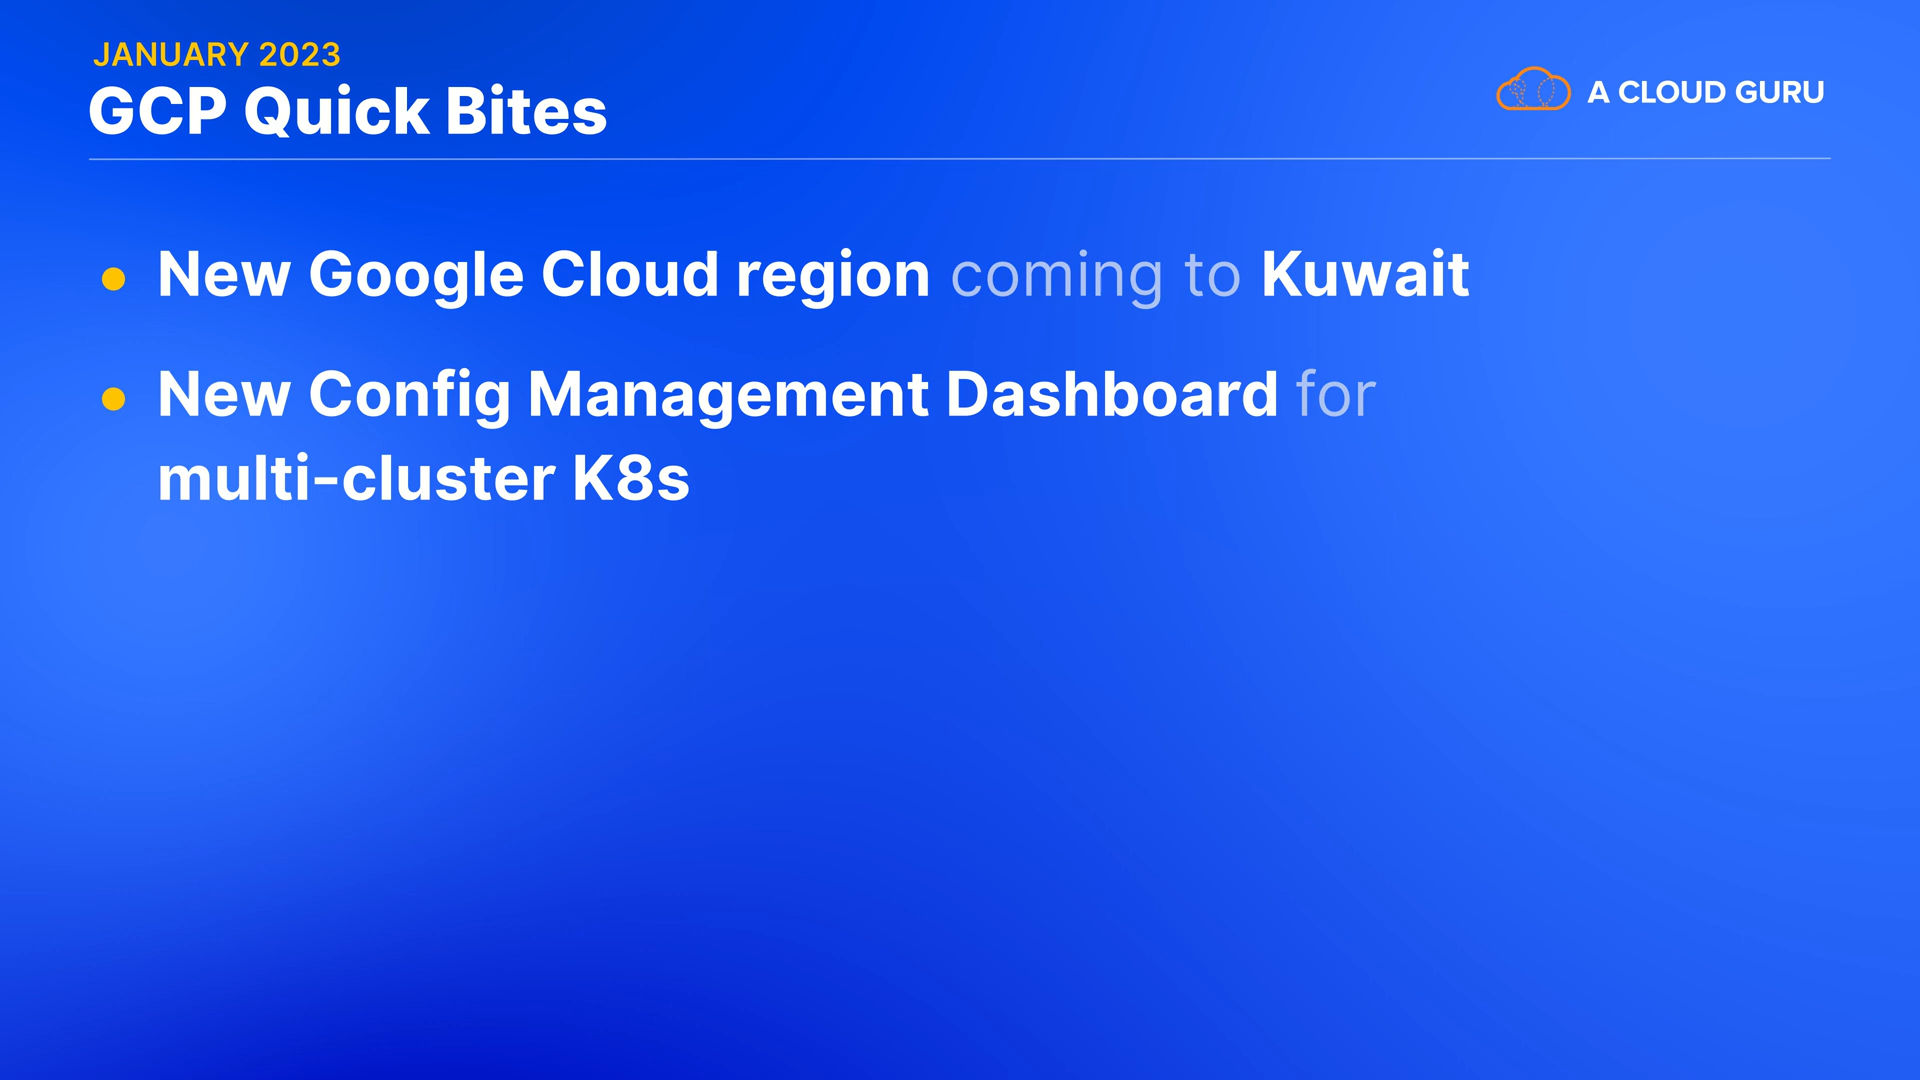 JANUARY 2023
GCP Quick Bites
A CLOUD GURU
New Google Cloud region coming to Kuwait
New Config Management Dashboard for
multi-cluster K8s